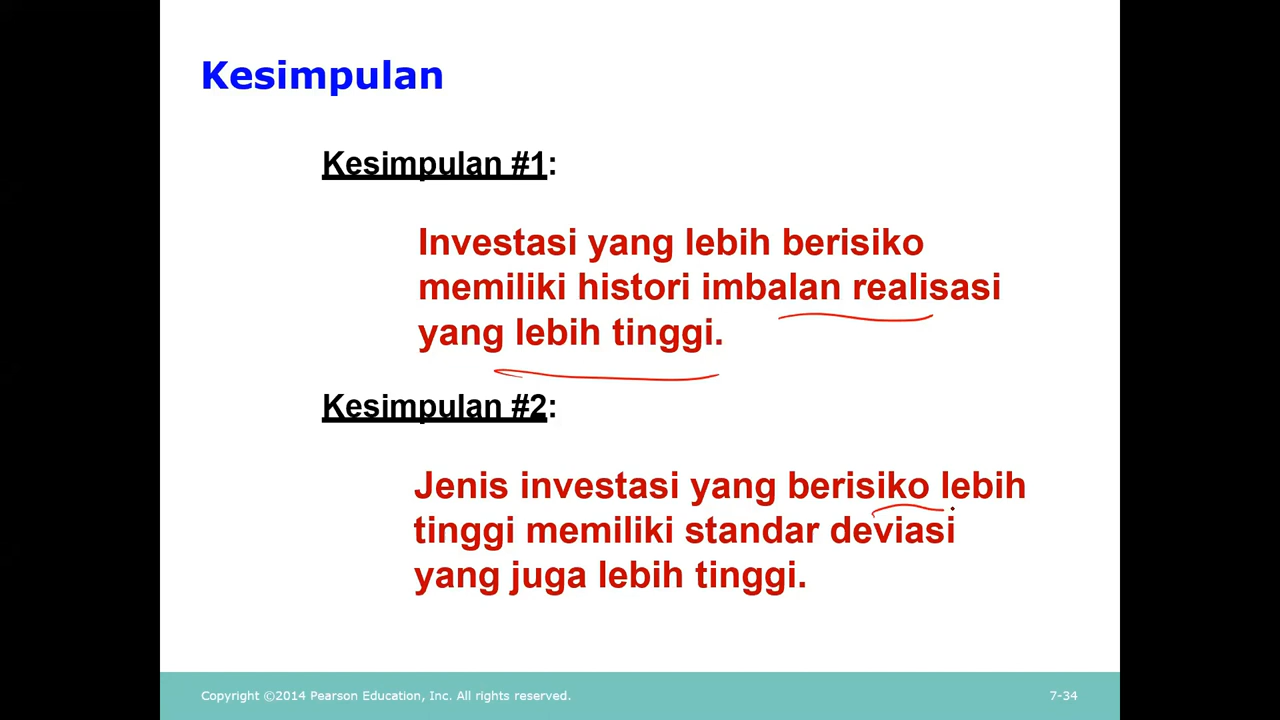 Kesimpulan
Kesimpulan #1:
Investasi yang lebih berisiko
memiliki histori imbalan realisasi
yang lebih tinggi.
Kesimpulan #2:
Jenis investasi yang berisiko lebih
tinggi memiliki standar deviasi
yang juga lebih tinggi.
Copyright ©2014 Pearson Education, Inc. All rights reserved.
7-34